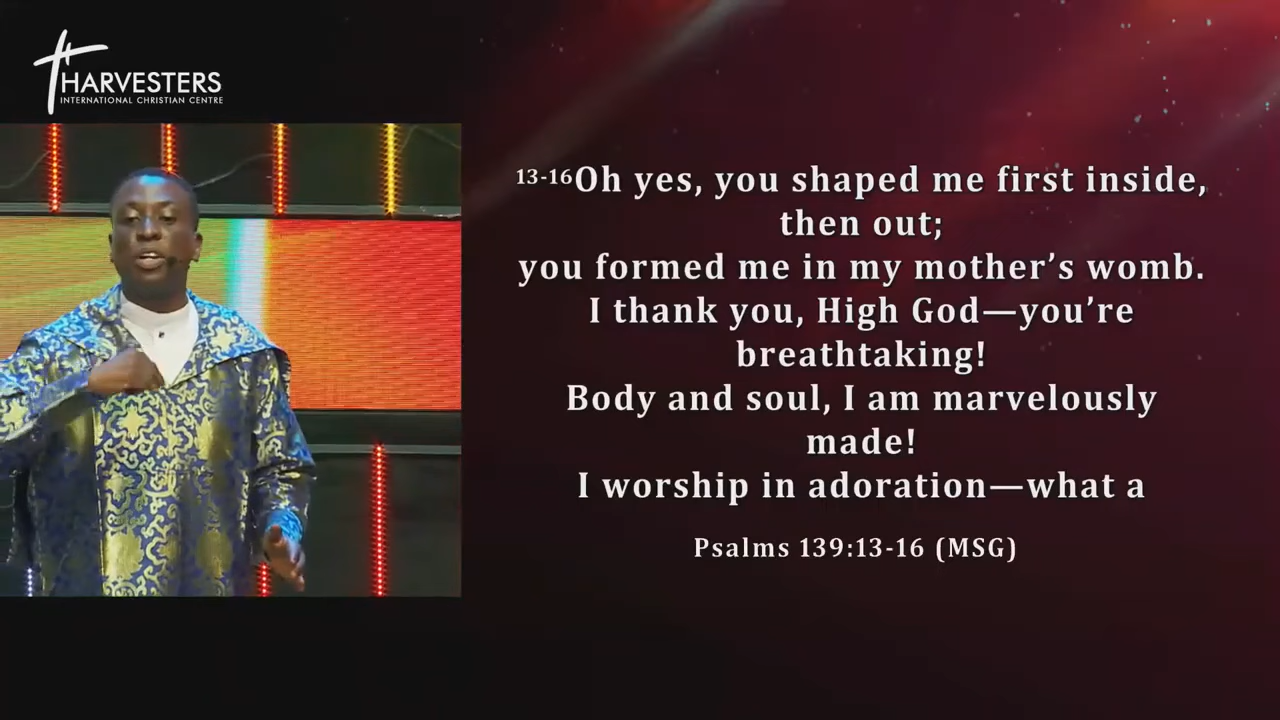 HARVESTERS
INTERNATIONAL CHRISTIAN CENTRE
13-16Oh yes, you shaped me first inside,
then out;
you formed me in my mother’s womb.
I thank you, High God—you’re
breathtaking!
Body and soul, I am marvelously
made!
I worship in adoration—what a
Psalms 139:13-16 (MSG)